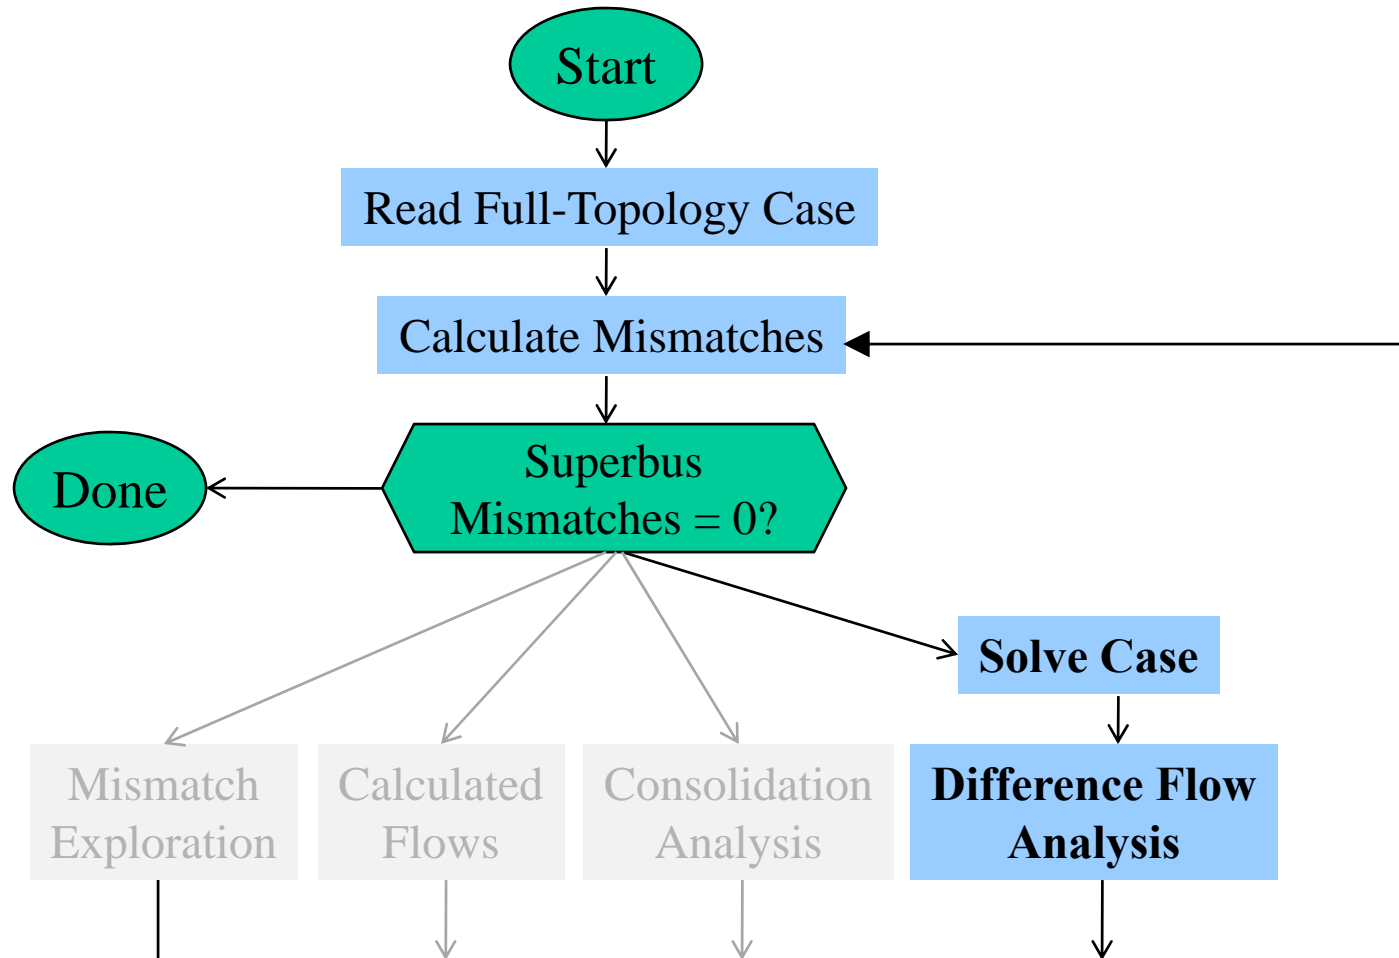 Start
Read Full-Topology Case
Calculate Mismatches
Superbus
Mismatches = 0?
Done
Solve Case
Mismatch
Exploration
Calculated
Flows
Consolidation
Analysis
Difference Flow
Analysis